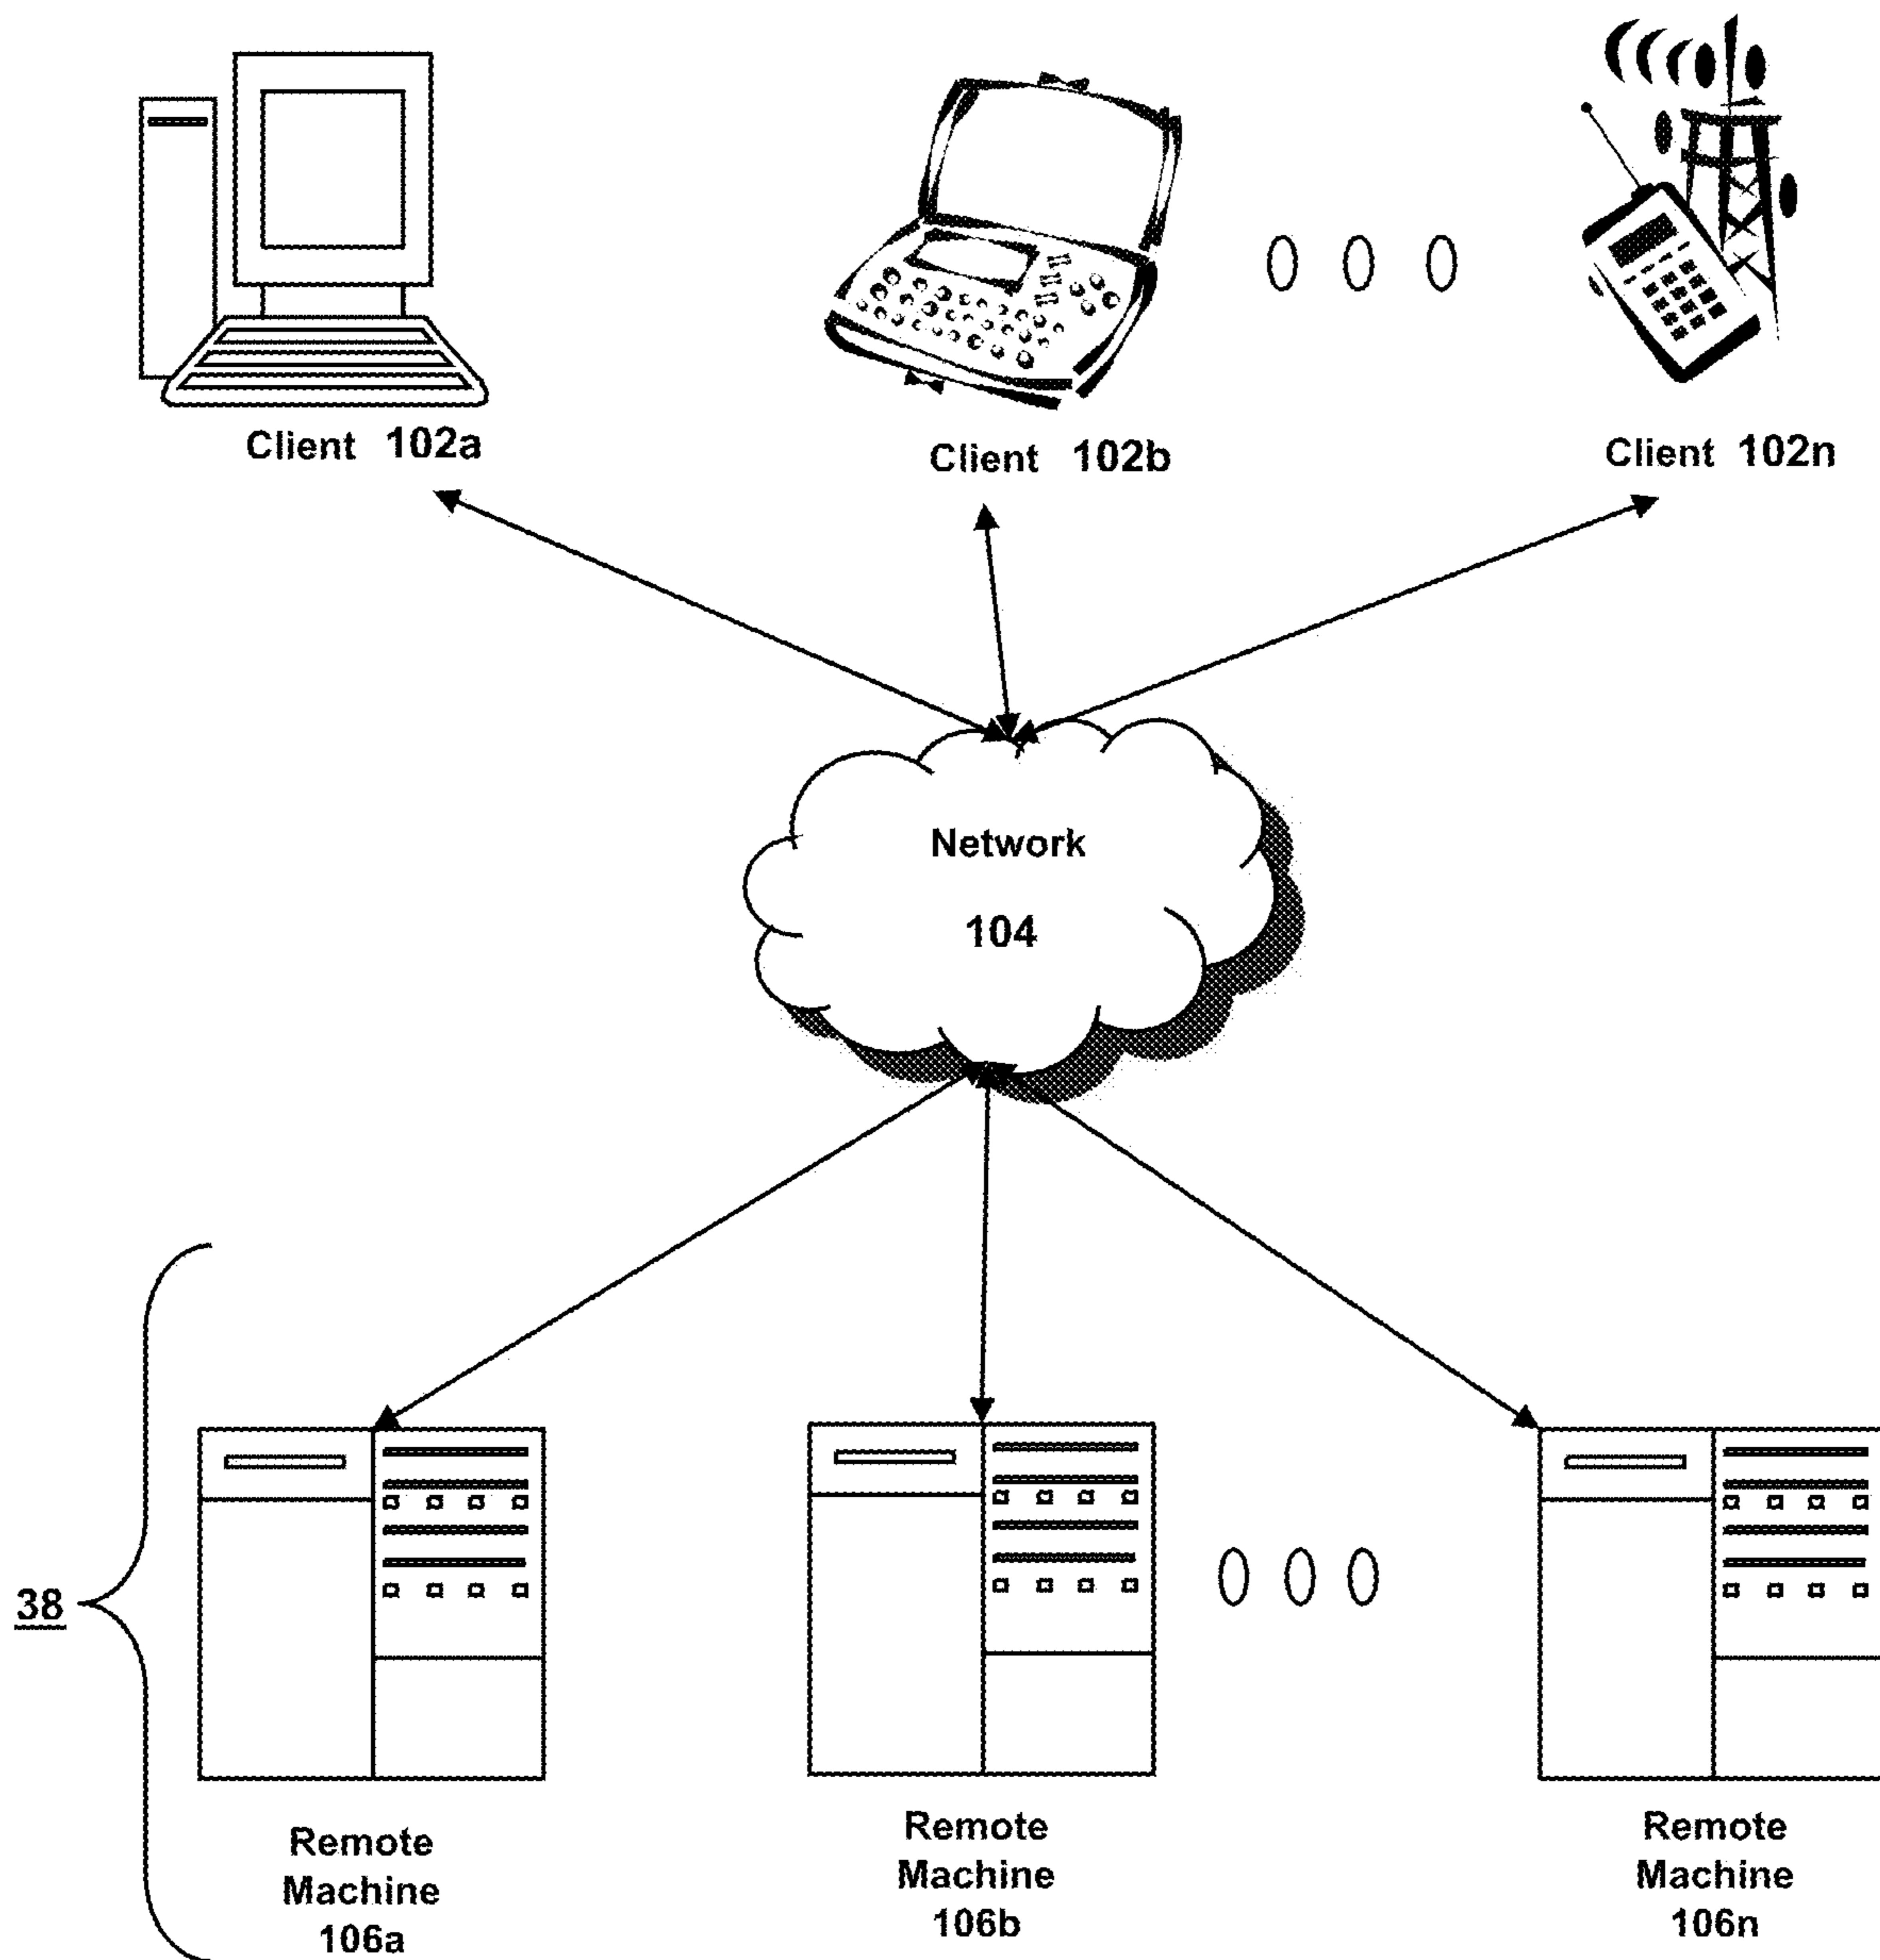 Client 102a
Client 102b
Client 102n
Network
104
38
Remote
Machine
106a
Remote
Machine
106b
Remote
Machine
106n